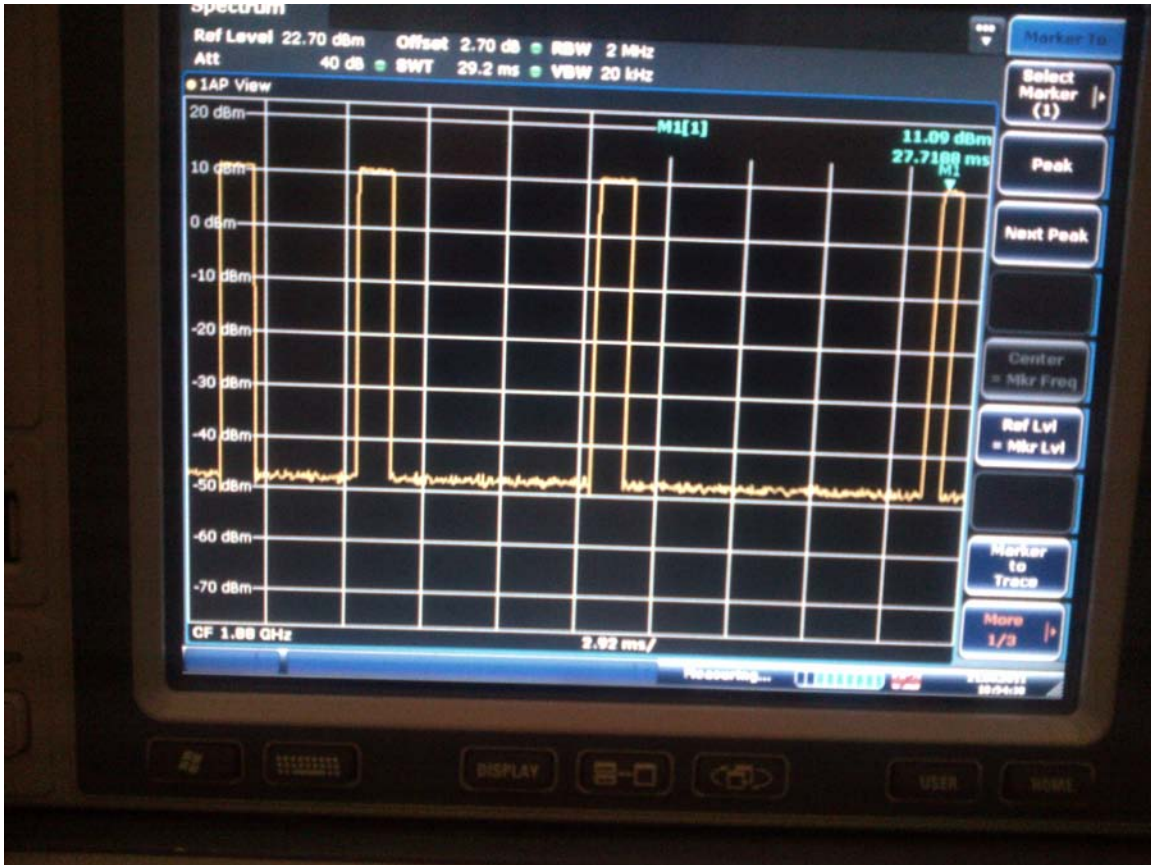 Spectrum
Ref Level 22.70 dBm Offset 2.70 dB RBW 2 MHz
Att 40 dB SWT 29.2 ms VBW 20 kHz
1AP View
20 dBm
10 dBm
0 dBm
-10 dBm
-20 dBm
-30 dBm
-40 dBm
-50 dBm
-60 dBm
-70 dBm
M1[1] 11.09 dBm
27.7188 ms
M1
CF 1.88 GHz 2.92 ms/
Measuring...
Marker To
Select
Marker
(1)
Peak
Next Peak
Center
= Mkr Freq
Ref Lvl
= Mkr Lvl
Marker
to
Trace
More
1/3
DISPLAY
USER
HOME